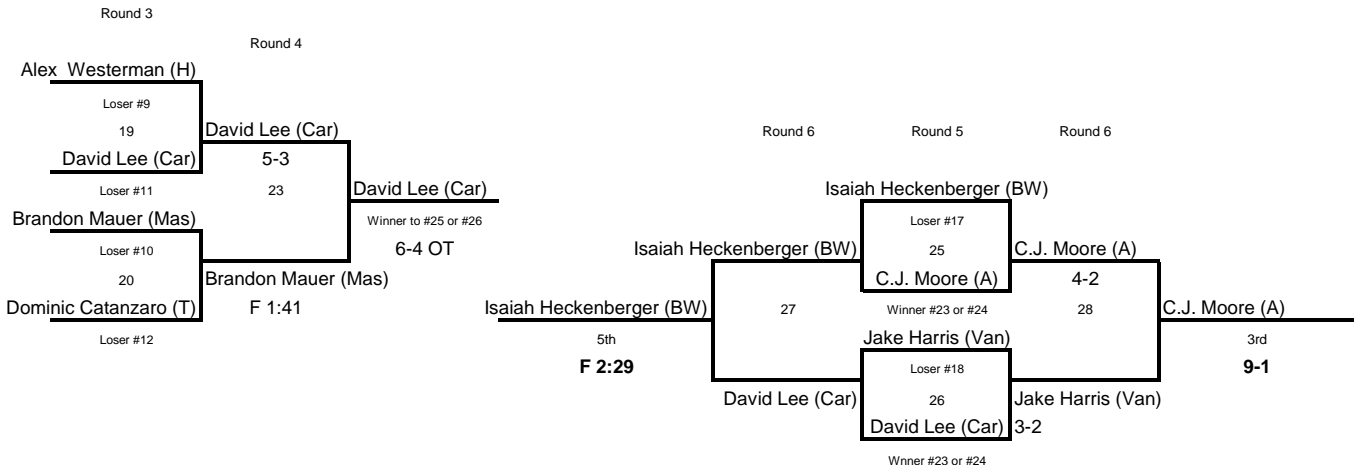 Round 3
Round 4
Alex Westerman (H)
Loser #9
19
David Lee (Car)
Round 6
Round 5
Round 6
David Lee (Car)
5-3
Loser #11
23
David Lee (Car)
Isaiah Heckenberger (BW)
Brandon Mauer (Mas)
Winner to #25 or #26
Loser #17
Loser #10
6-4 OT
Isaiah Heckenberger (BW)
25
C.J. Moore (A)
20
Brandon Mauer (Mas)
C.J. Moore (A)
4-2
Dominic Catanzaro (T)
F 1:41
Isaiah Heckenberger (BW)
27
Winner #23 or #24
28
C.J. Moore (A)
Loser #12
5th
Jake Harris (Van)
3rd
F 2:29
Loser #18
9-1
David Lee (Car)
26
Jake Harris (Van)
David Lee (Car)
3-2
Wnner #23 or #24